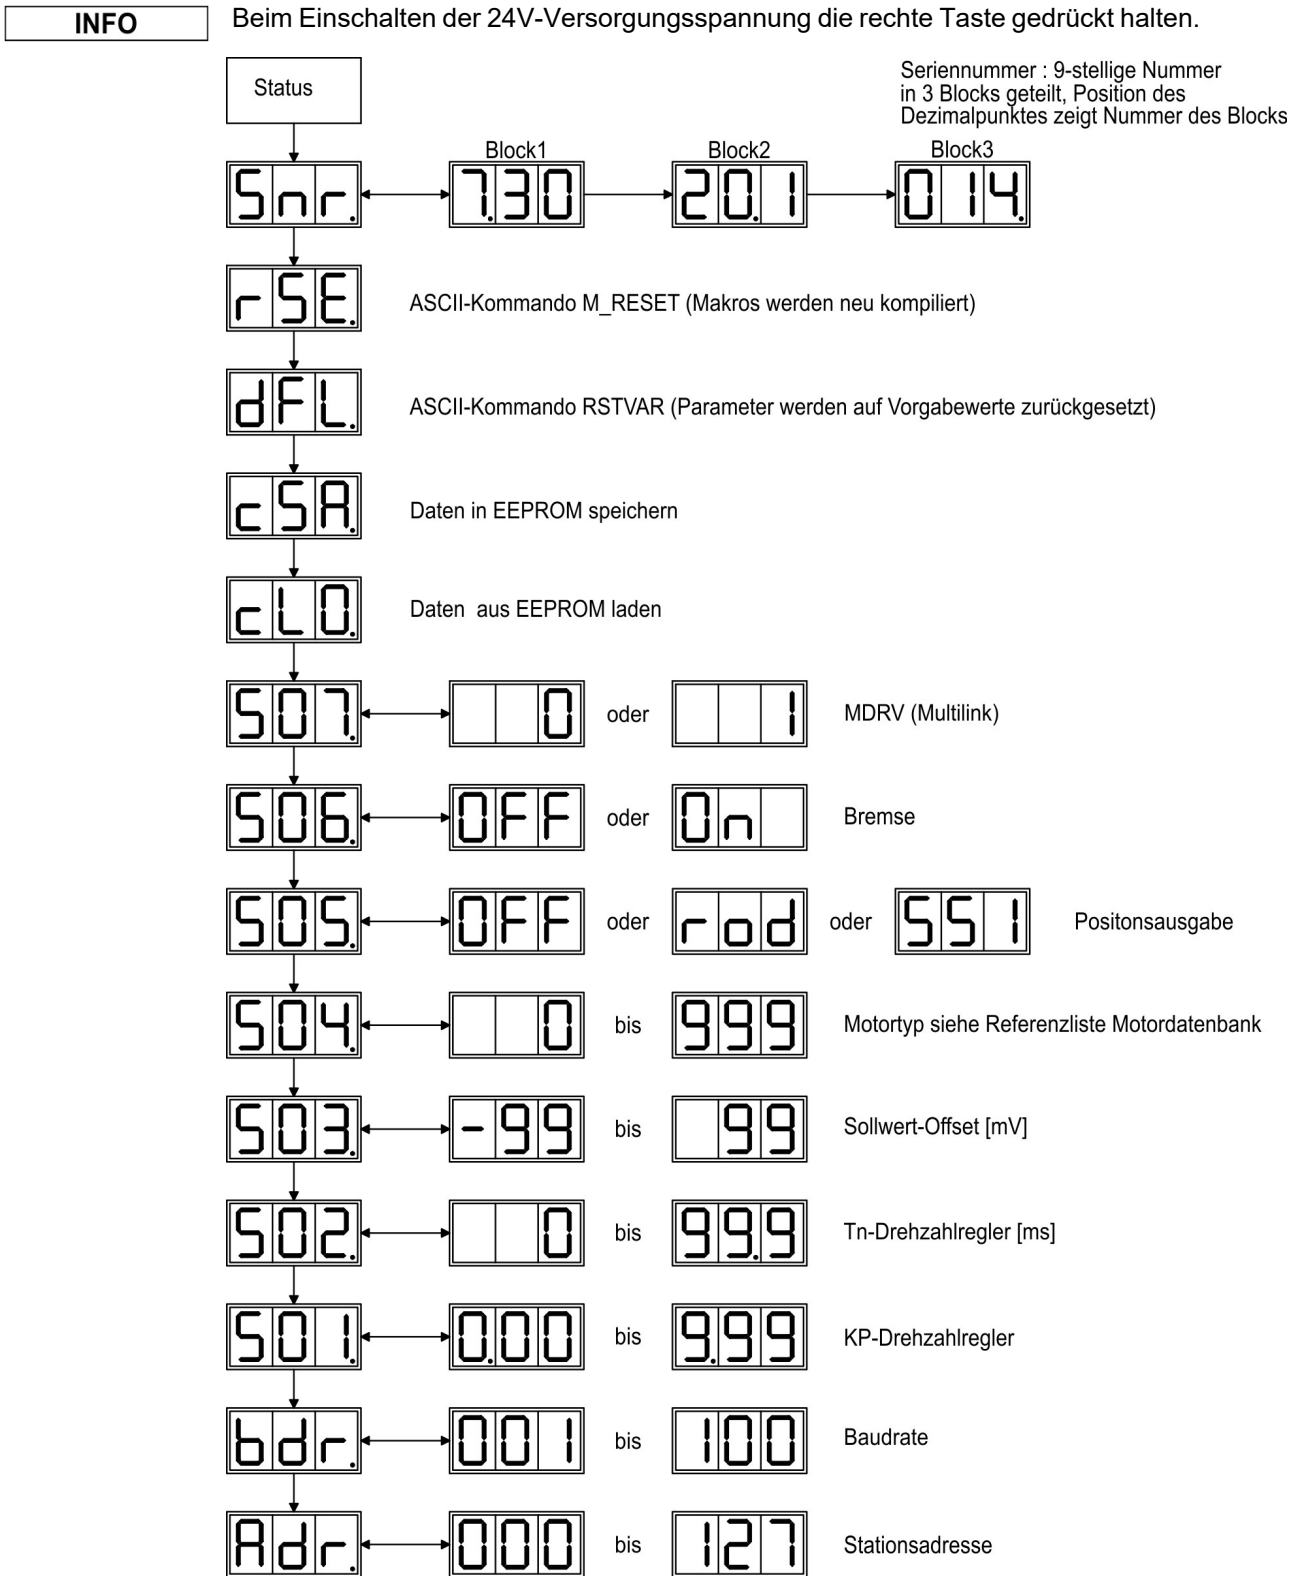 INFO Beim Einschalten der 24V-Versorgungsspannung die rechte Taste gedrückt halten.
Status
Seriennummer : 9-stellige Nummer
in 3 Blocks geteilt, Position des
Dezimalpunktes zeigt Nummer des Blocks
Block1 Block2 Block3
Snr. 7.30 20.1 014.
rSE. ASCII-Kommando M_RESET (Makros werden neu kompiliert)
dFL. ASCII-Kommando RSTVAR (Parameter werden auf Vorgabewerte zurückgesetzt)
cSA. Daten in EEPROM speichern
cLO. Daten aus EEPROM laden
S07. 0 oder 1 MDRV (Multilink)
S06. OFF oder On Bremse
S05. OFF oder rod oder SSI Positonsausgabe
S04. 0 bis 999 Motortyp siehe Referenzliste Motordatenbank
S03. -99 bis 99 Sollwert-Offset [mV]
S02. 0 bis 99.9 Tn-Drehzahlregler [ms]
S01. 0.00 bis 9.99 KP-Drehzahlregler
bdr. 001 bis 100 Baudrate
Adr. 000 bis 127 Stationsadresse